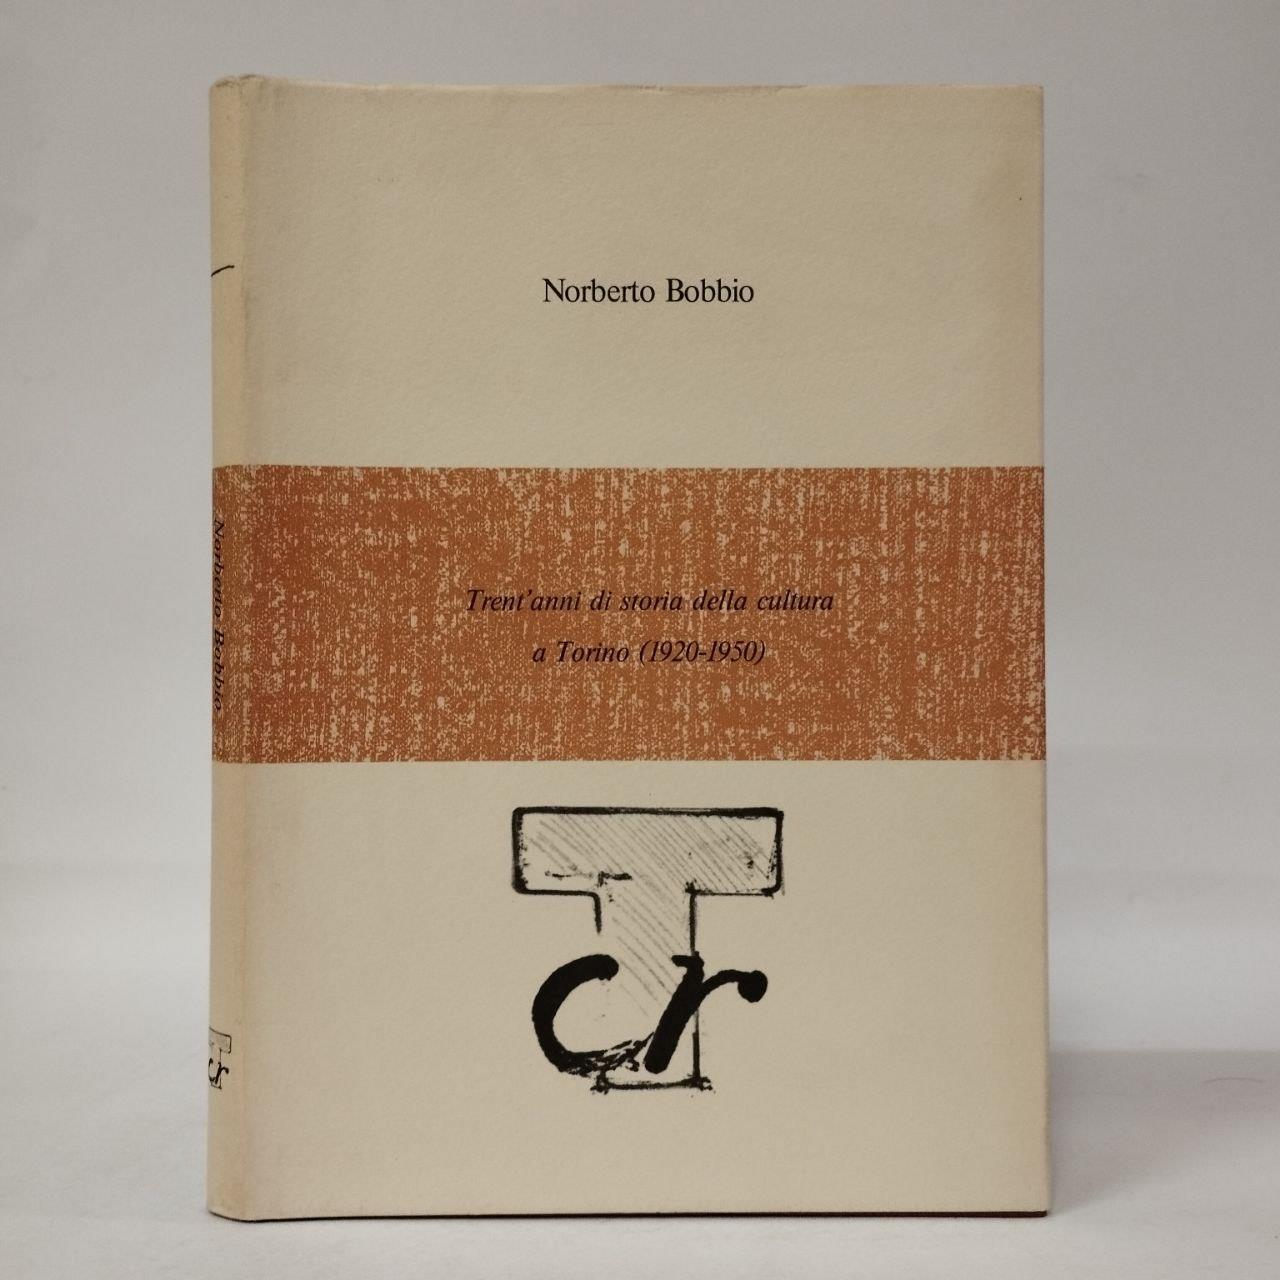 Norberto Bobbio
Trent'anni di storia della cultura
a Torino (1920-1950)
T
cr
Norberto Bobbio
T
cr